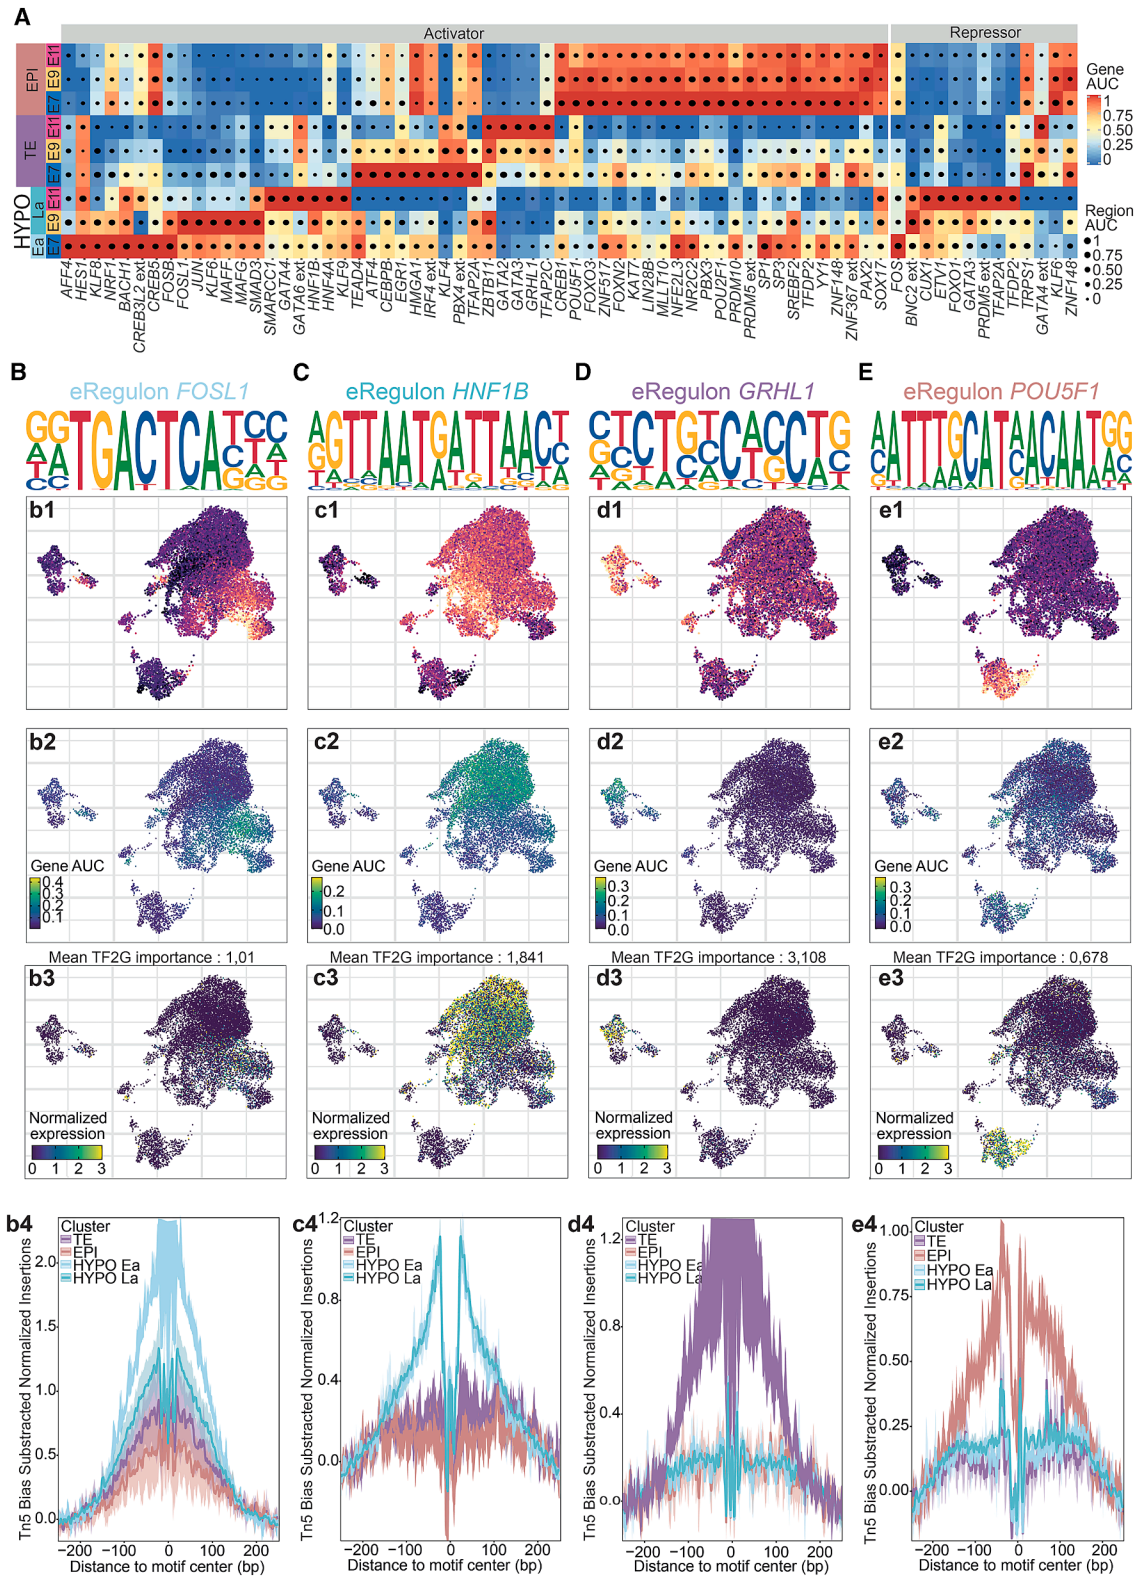 A
Activator
Repressor
EPI
E11
E9
E7
TE
E11
E9
E7
HYPO
La
E11
E9
Ea
E7
Gene
AUC
1
0.75
0.50
0.25
Region
AUC
1
0.75
0.50
0.25
0
AFF4
HES1
KLF8
NRF1
BACH1
CREB3L2 ext
CREB3
FOSB
FOSL1
JUN
KLF6
MAFF
MAFG
SMAD3
SMARCC1
GATA4
GATA6 ext
HNF1B
HNF4A
KLF9
TEAD4
ATF4
CEBPB
EGR1
HMGA1
IRF4 ext
KLF4
PBX4 ext
TFAP2A
ZBTB11
GATA2
GATA3
GRHL1
TFAP2C
CREB1
POU5F1
FOXO3
ZNF517
FOXN2
KAT7
LIN28B
MLLT10
NFE2L3
NR2C2
PBX3
POU2F1
PRDM10
PRDM5 ext
SP1
SP3
SREBF2
TFDP2
YY1
ZNF148
ZNF367 ext
PAX2
SOX17
FOS
BNC2 ext
CUX1
ETV1
FOXO1
GATA3
PRDM5 ext
TFAP2A
TFDP2
TRPS1
GATA4 ext
KLF6
ZNF148
B
eRegulon FOSL1
C
eRegulon HNF1B
D
eRegulon GRHL1
E
eRegulon POU5F1
b1
c1
d1
e1
b2
Gene AUC
0.4
0.3
0.2
0.1
c2
Gene AUC
0.2
0.1
0.0
d2
Gene AUC
0.3
0.2
0.1
0.0
e2
Gene AUC
0.3
0.2
0.1
0.0
Mean TF2G importance : 1,01
Mean TF2G importance : 1,841
Mean TF2G importance : 3,108
Mean TF2G importance : 0,678
b3
Normalized
expression
0 1 2 3
c3
Normalized
expression
0 1 2 3
d3
Normalized
expression
0 1 2 3
e3
Normalized
expression
0 1 2 3
b4
Cluster
TE
EPI
HYPO Ea
HYPO La
Tn5 Bias Substracted Normalized Insertions
2.0
1.5
1.0
0.5
0.0
−200 −100 0 100 200
Distance to motif center (bp)
c4
Cluster
TE
EPI
HYPO Ea
HYPO La
Tn5 Bias Substracted Normalized Insertions
1.2
0.8
0.4
0.0
−200 −100 0 100 200
Distance to motif center (bp)
d4
Cluster
TE
EPI
HYPO Ea
HYPO La
Tn5 Bias Substracted Normalized Insertions
1.2
0.8
0.4
0.0
−200 −100 0 100 200
Distance to motif center (bp)
e4
Cluster
TE
EPI
HYPO Ea
HYPO La
Tn5 Bias Substracted Normalized Insertions
1.00
0.75
0.50
0.25
0.00
−200 −100 0 100 200
Distance to motif center (bp)